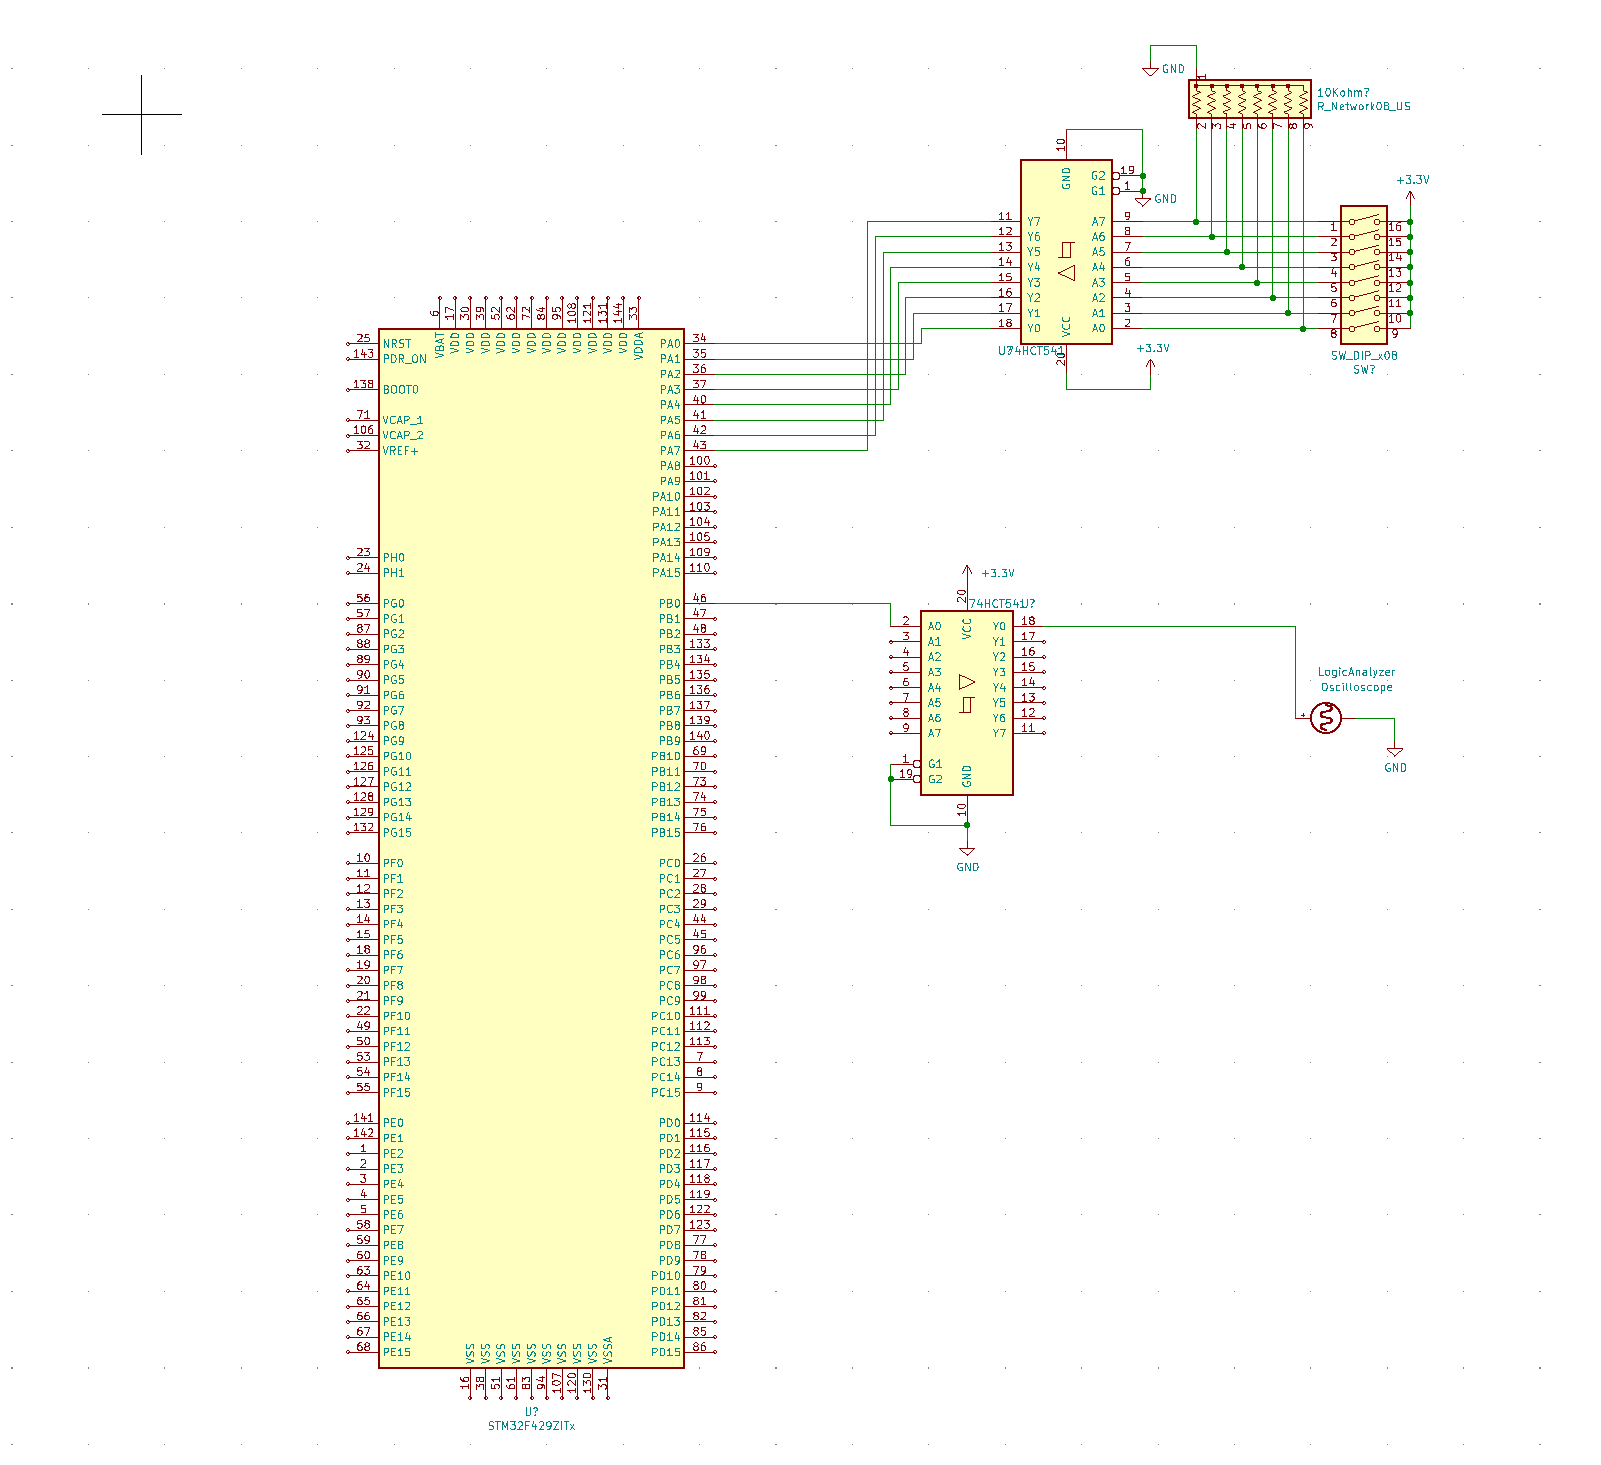 GND
1
10Kohm?
R_Network08_US
2 3 4 5 6 7 8 9
10
GND
G2 19
G1 1
GND
+3.3V
11 Y7 A7 9
12 Y6 A6 8
13 Y5 A5 7
14 Y4 A4 6
15 Y3 A3 5
16 Y2 A2 4
17 Y1 A1 3
18 Y0 A0 2
VCC
20
U?
74HCT541
+3.3V
1 16
2 15
3 14
4 13
5 12
6 11
7 10
8 9
SW_DIP_x08
SW?
6 17 30 39 52 62 72 84 95 108 121 131 144 33
VBAT VDD VDD VDD VDD VDD VDD VDD VDD VDD VDD VDD VDD VDDA
25 NRST
143 PDR_ON
138 BOOT0
71 VCAP_1
106 VCAP_2
32 VREF+
23 PH0
24 PH1
56 PG0
57 PG1
87 PG2
88 PG3
89 PG4
90 PG5
91 PG6
92 PG7
93 PG8
124 PG9
125 PG10
126 PG11
127 PG12
128 PG13
129 PG14
132 PG15
10 PF0
11 PF1
12 PF2
13 PF3
14 PF4
15 PF5
18 PF6
19 PF7
20 PF8
21 PF9
22 PF10
49 PF11
50 PF12
53 PF13
54 PF14
55 PF15
141 PE0
142 PE1
1 PE2
2 PE3
3 PE4
4 PE5
5 PE6
58 PE7
59 PE8
60 PE9
63 PE10
64 PE11
65 PE12
66 PE13
67 PE14
68 PE15
PA0 34
PA1 35
PA2 36
PA3 37
PA4 40
PA5 41
PA6 42
PA7 43
PA8 100
PA9 101
PA10 102
PA11 103
PA12 104
PA13 105
PA14 109
PA15 110
PB0 46
PB1 47
PB2 48
PB3 133
PB4 134
PB5 135
PB6 136
PB7 137
PB8 139
PB9 140
PB10 69
PB11 70
PB12 73
PB13 74
PB14 75
PB15 76
PC0 26
PC1 27
PC2 28
PC3 29
PC4 44
PC5 45
PC6 96
PC7 97
PC8 98
PC9 99
PC10 111
PC11 112
PC12 113
PC13 7
PC14 8
PC15 9
PD0 114
PD1 115
PD2 116
PD3 117
PD4 118
PD5 119
PD6 122
PD7 123
PD8 77
PD9 78
PD10 79
PD11 80
PD12 81
PD13 82
PD14 85
PD15 86
VSS VSS VSS VSS VSS VSS VSS VSS VSS VSSA
16 38 51 61 83 94 107 120 130 31
U?
STM32F429ZITx
+3.3V
20
74HCT541
U?
VCC
2 A0 Y0 18
3 A1 Y1 17
4 A2 Y2 16
5 A3 Y3 15
6 A4 Y4 14
7 A5 Y5 13
8 A6 Y6 12
9 A7 Y7 11
1 G1
19 G2
GND
10
GND
LogicAnalyzer
Oscilloscope
+
GND